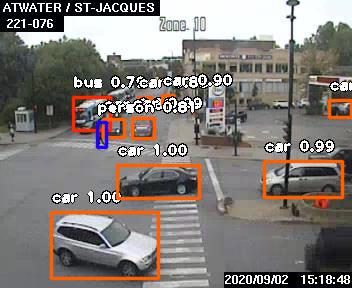 ATWATER / ST-JACQUES
221-076
Zone 10
bus 0.7
car 0.90
person 0.81
car 1.00
car 0.99
car 1.00
2020/09/02 15:18:48